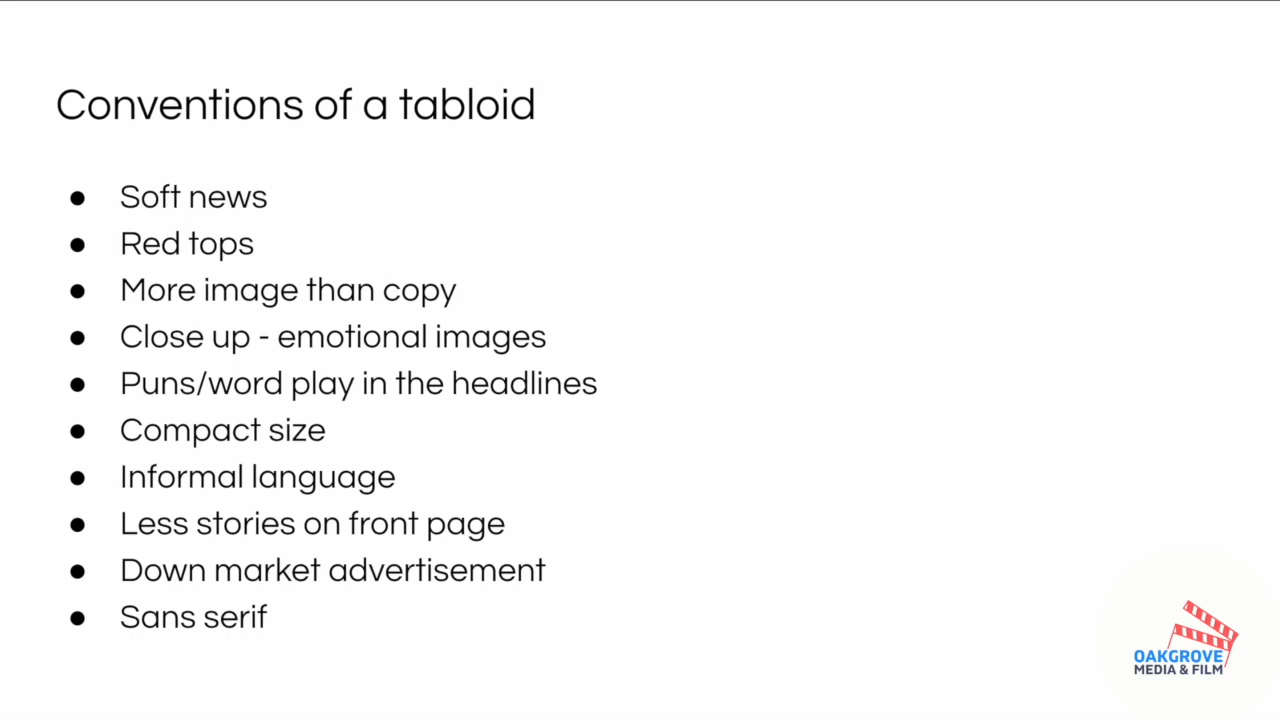 Conventions of a tabloid
● Soft news
● Red tops
● More image than copy
● Close up - emotional images
● Puns/word play in the headlines
● Compact size
● Informal language
● Less stories on front page
● Down market advertisement
● Sans serif
OAKGROVE
MEDIA & FILM